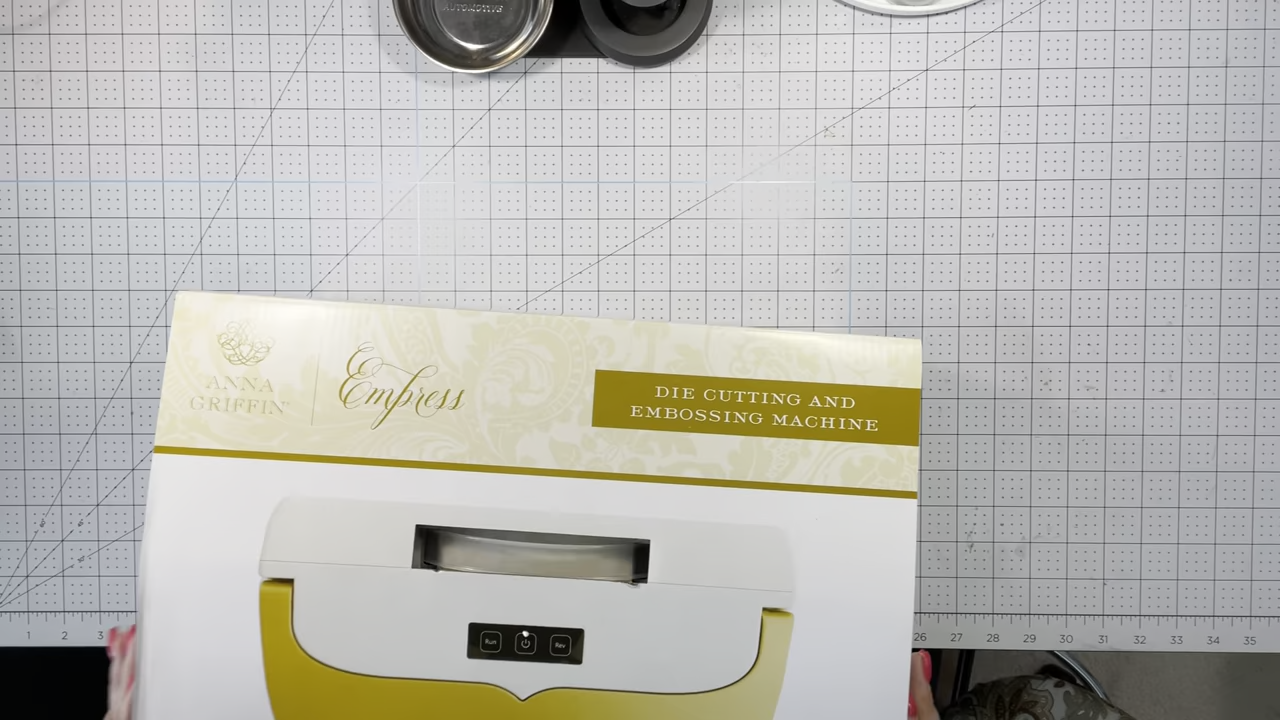 AUTOMOTIVE
ANNA
GRIFFIN
Empress
DIE CUTTING AND
EMBOSSING MACHINE
Run
Rev
1 2 3
26 27 28 29 30 31 32 33 34 35